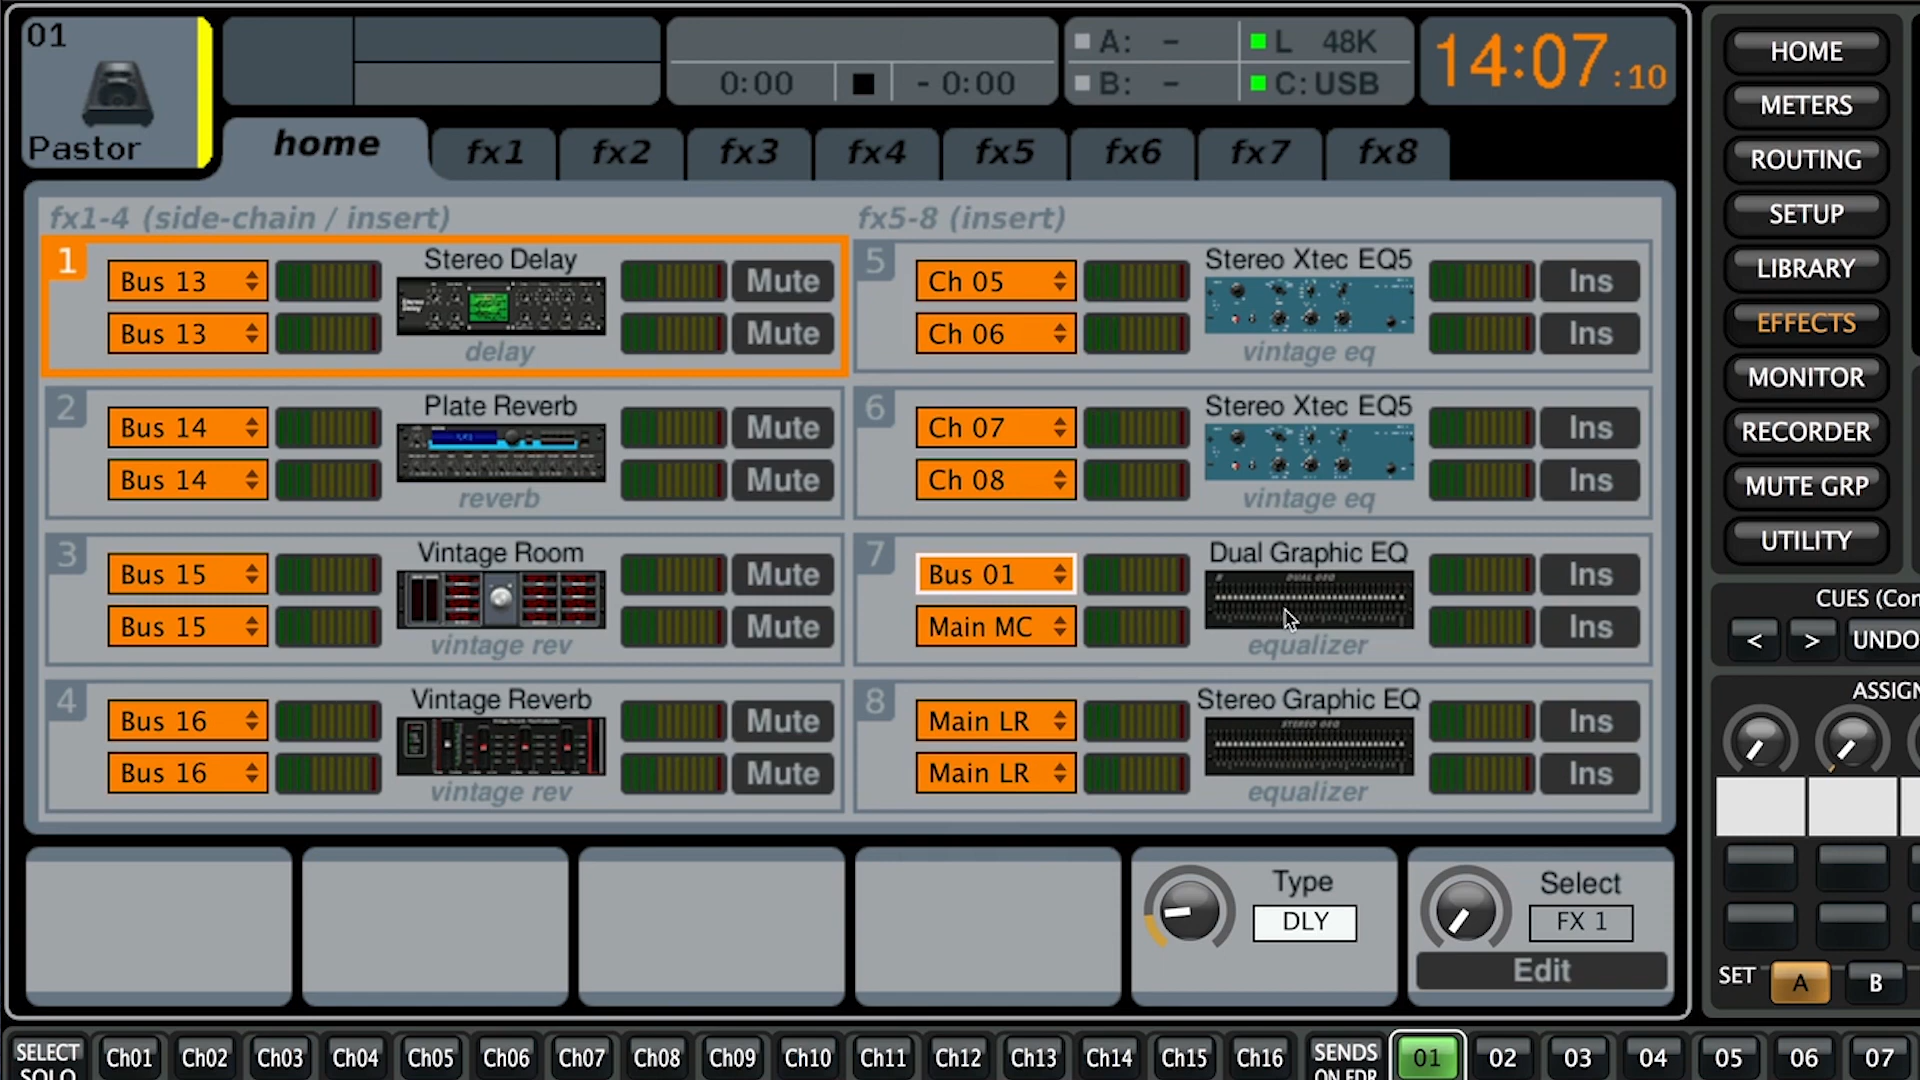 01
Pastor
0:00
- 0:00
A: -
B: -
L 48K
C: USB
14:07:10
home
fx1
fx2
fx3
fx4
fx5
fx6
fx7
fx8
fx1-4 (side-chain / insert)
1
Bus 13
Bus 13
Stereo Delay
delay
Mute
Mute
2
Bus 14
Bus 14
Plate Reverb
reverb
Mute
Mute
3
Bus 15
Bus 15
Vintage Room
vintage rev
Mute
Mute
4
Bus 16
Bus 16
Vintage Reverb
vintage rev
Mute
Mute
fx5-8 (insert)
5
Ch 05
Ch 06
Stereo Xtec EQ5
vintage eq
Ins
Ins
6
Ch 07
Ch 08
Stereo Xtec EQ5
vintage eq
Ins
Ins
7
Bus 01
Main MC
Dual Graphic EQ
DUAL GEQ
equalizer
Ins
Ins
8
Main LR
Main LR
Stereo Graphic EQ
STEREO GEQ
equalizer
Ins
Ins
Type
DLY
Select
FX 1
Edit
HOME
METERS
ROUTING
SETUP
LIBRARY
EFFECTS
MONITOR
RECORDER
MUTE GRP
UTILITY
CUES (Con
<
>
UNDO
ASSIGN
SET
A
B
SELECT
SOLO
Ch01
Ch02
Ch03
Ch04
Ch05
Ch06
Ch07
Ch08
Ch09
Ch10
Ch11
Ch12
Ch13
Ch14
Ch15
Ch16
SENDS
ON FDR
01
02
03
04
05
06
07